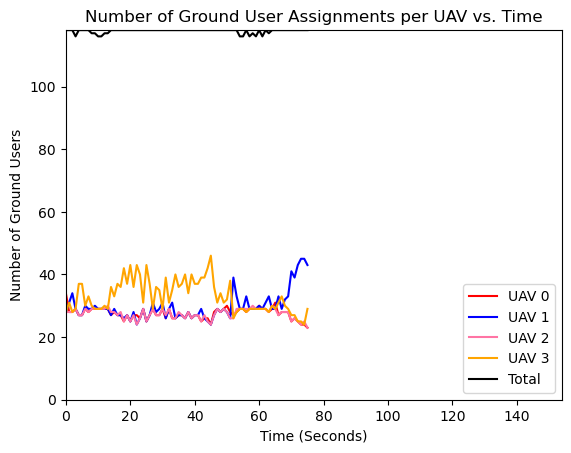 Number of Ground User Assignments per UAV vs. Time
Number of Ground Users
100
80
60
40
20
0
0 20 40 60 80 100 120 140
Time (Seconds)
UAV 0
UAV 1
UAV 2
UAV 3
Total